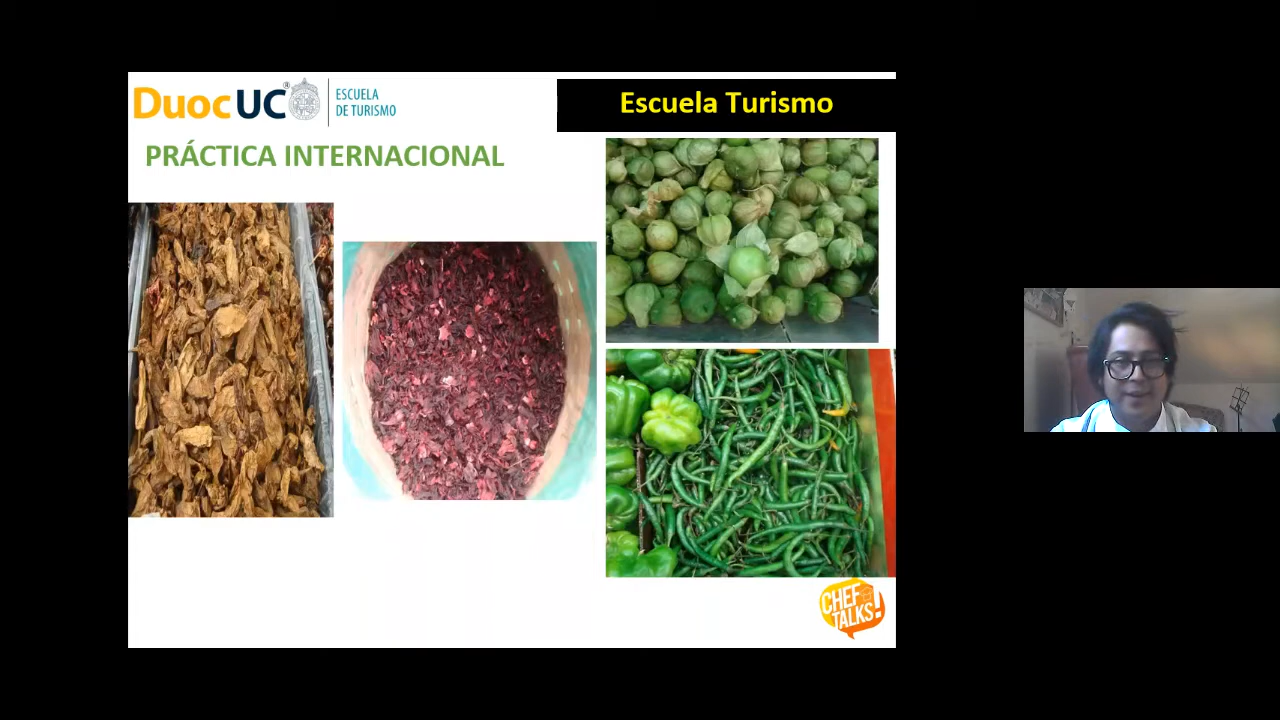 DuocUC®
ESCUELA
DE TURISMO
Escuela Turismo
PRÁCTICA INTERNACIONAL
CHEF
TALKS!